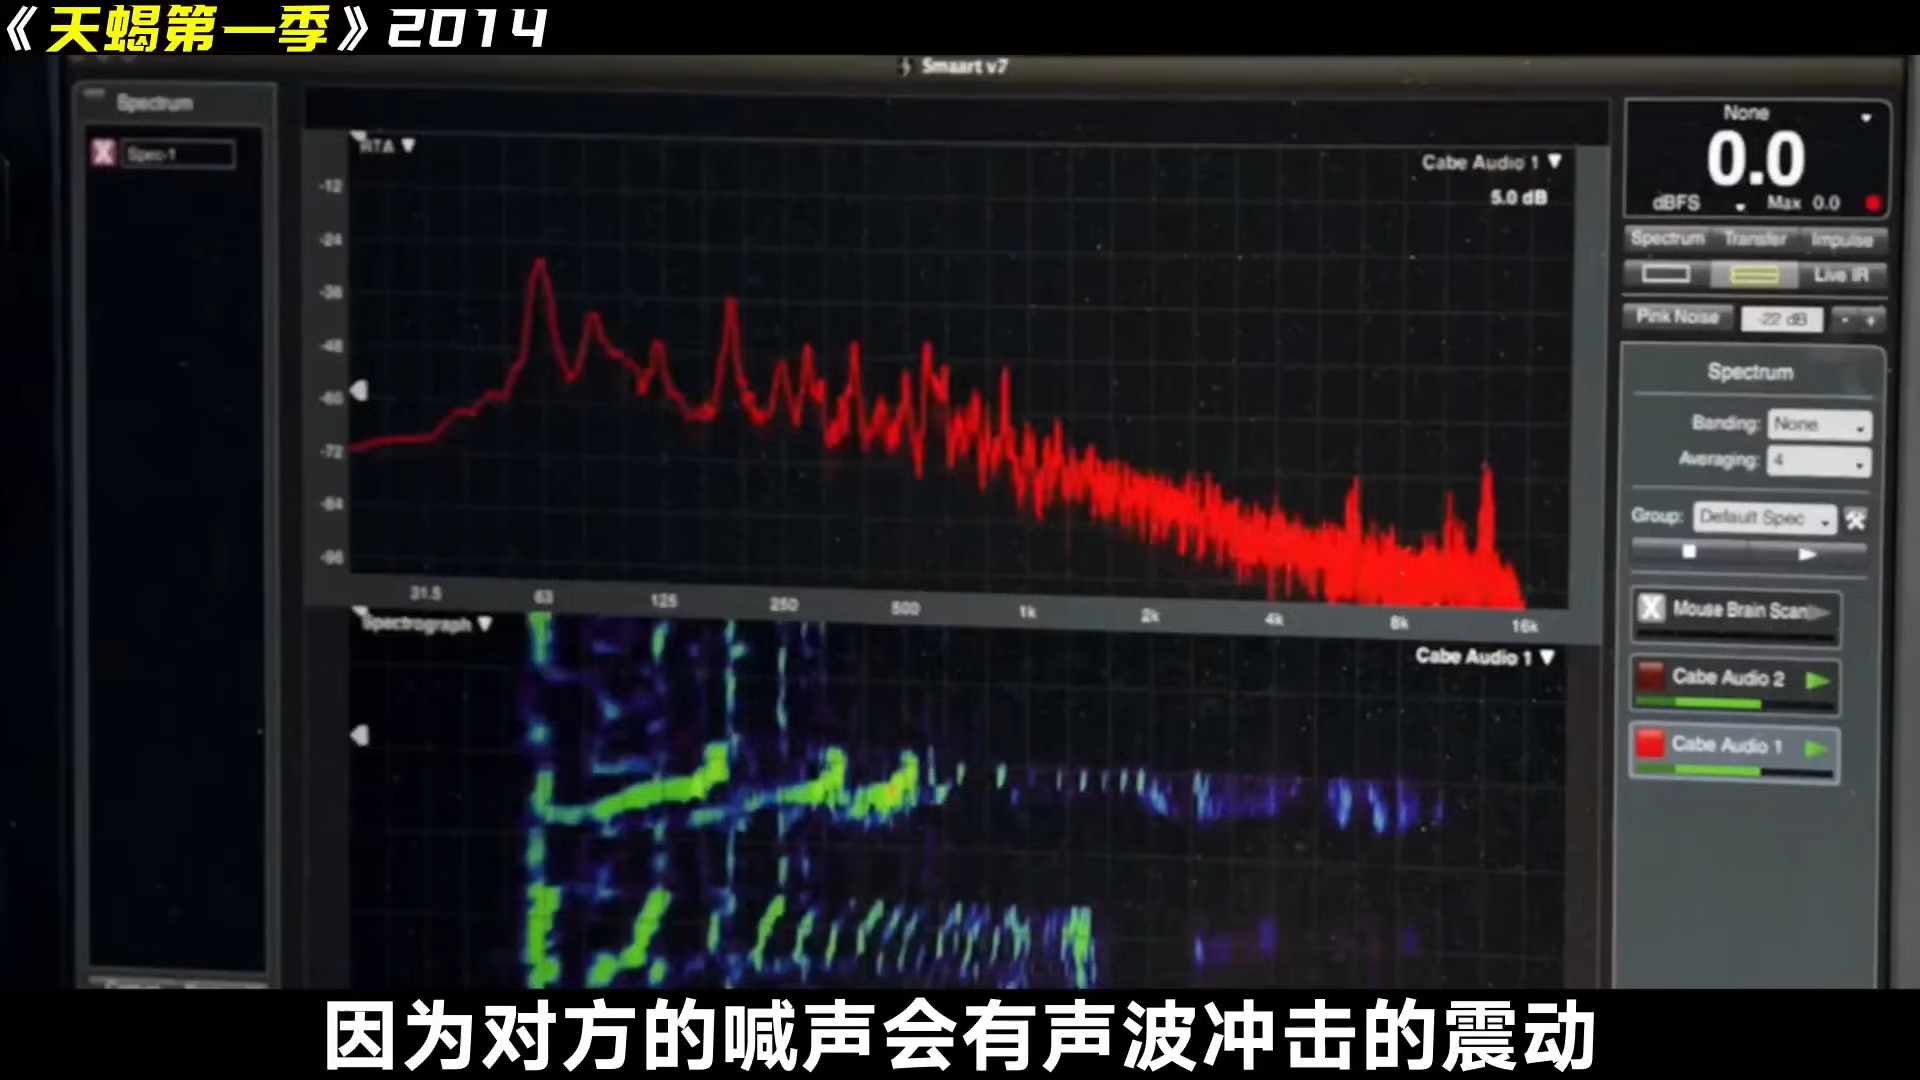 《天蝎第一季》2014
Smaart v7
Spectrum
Spec-1
RTA
Cabe Audio 1
5.0 dB
-12
-24
-36
-48
-60
-72
-84
-96
31.5 63 125 250 500 1k 2k 4k 8k 16k
Spectrograph
Cabe Audio 1
None
0.0
dBFS Max 0.0
Spectrum Transfer Impulse
Live IR
Pink Noise -22 dB - +
Spectrum
Banding: None
Averaging: 4
Group: Default Spec
X Mouse Brain Scan
Cabe Audio 2
Cabe Audio 1
因为对方的喊声会有声波冲击的震动